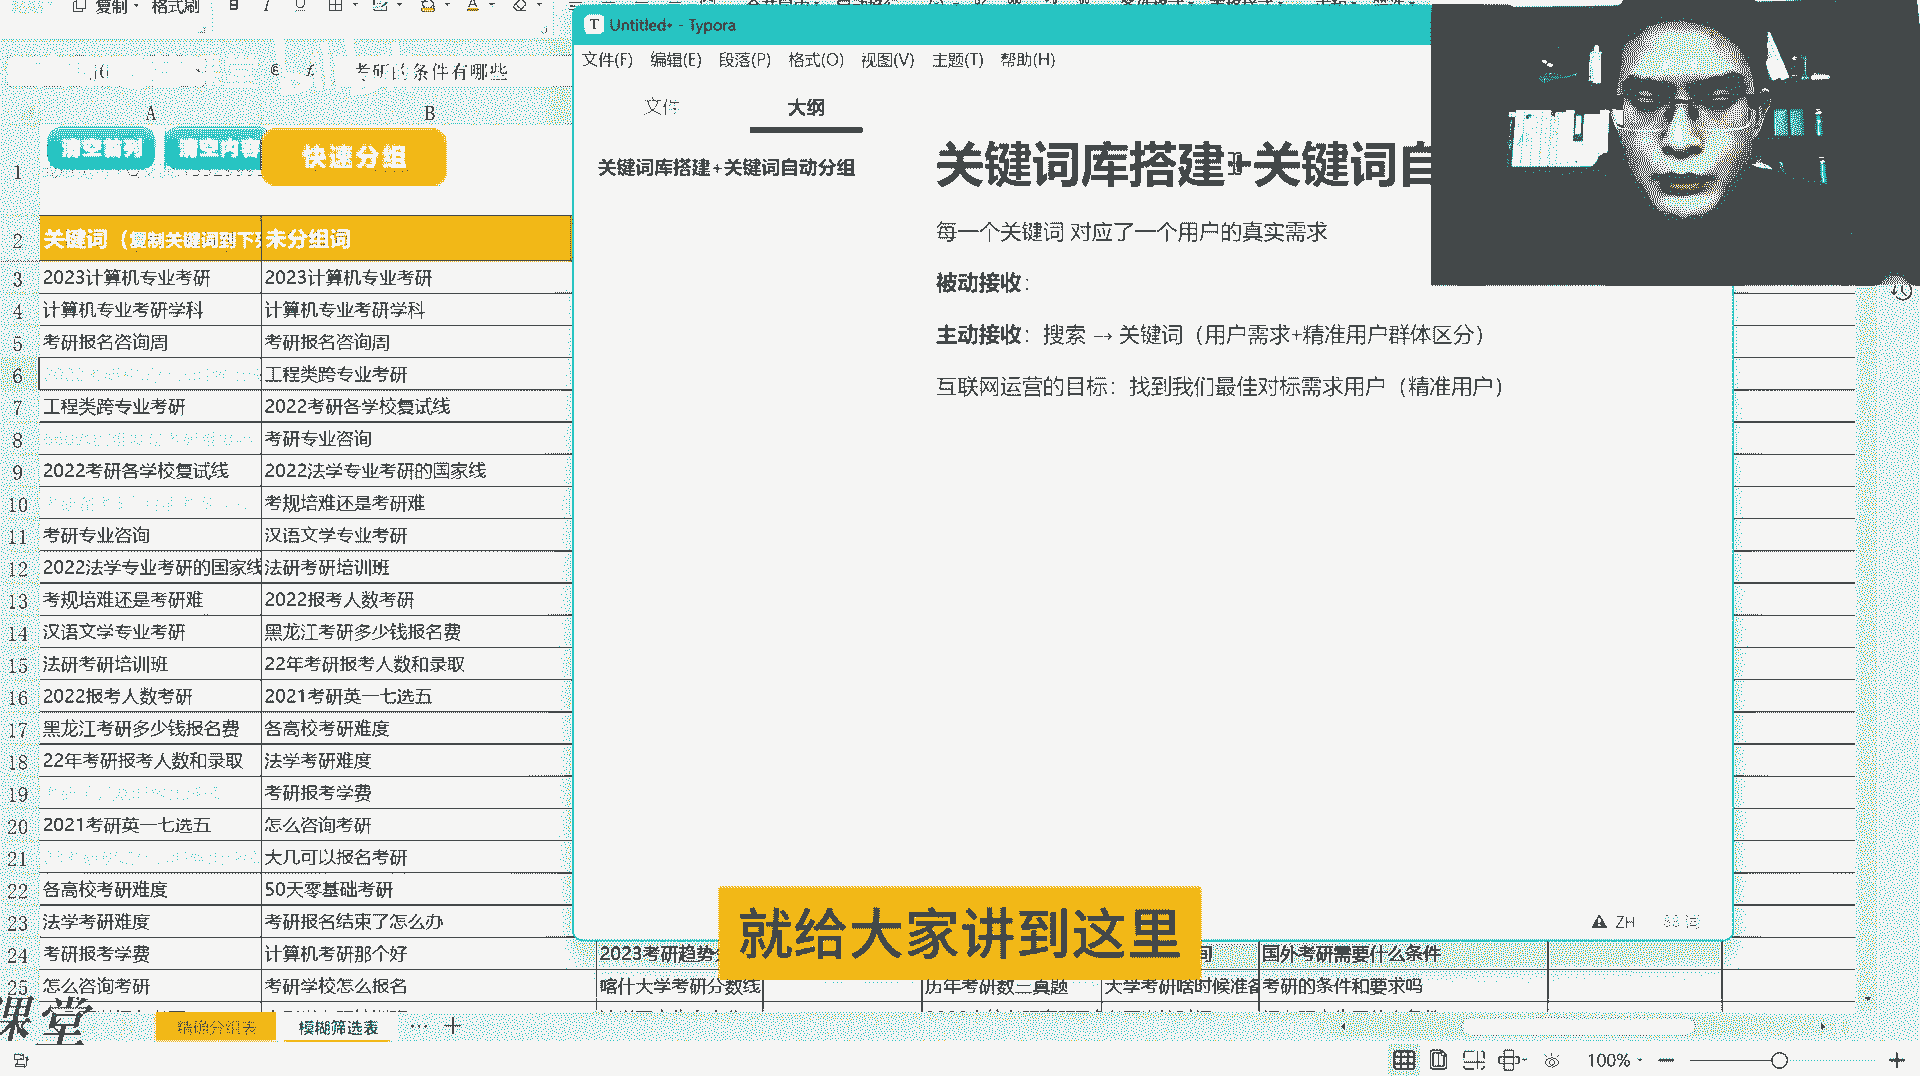 复制
格式刷
考研的条件有哪些
A
B
清空前列
清空内容
快速分组
1
2
关键词（复制关键词到下
未分组词
3
2023计算机专业考研
2023计算机专业考研
4
计算机专业考研学科
计算机专业考研学科
5
考研报名咨询周
考研报名咨询周
6
工程类跨专业考研
7
工程类跨专业考研
2022考研各学校复试线
8
考研专业咨询
9
2022考研各学校复试线
2022法学专业考研的国家线
10
考规培难还是考研难
11
考研专业咨询
汉语文学专业考研
12
2022法学专业考研的国家线
法研考研培训班
13
考规培难还是考研难
2022报考人数考研
14
汉语文学专业考研
黑龙江考研多少钱报名费
15
法研考研培训班
22年考研报考人数和录取
16
2022报考人数考研
2021考研英一七选五
17
黑龙江考研多少钱报名费
各高校考研难度
18
22年考研报考人数和录取
法学考研难度
19
考研报考学费
20
2021考研英一七选五
怎么咨询考研
21
大几可以报名考研
22
各高校考研难度
50天零基础考研
23
法学考研难度
考研报名结束了怎么办
24
考研报考学费
计算机考研那个好
2023考研趋势
国外考研需要什么条件
25
怎么咨询考研
考研学校怎么报名
喀什大学考研分数线
历年考研数三真题
大学考研啥时候准备
考研的条件和要求吗
Untitled• - Typora
文件(F) 编辑(E) 段落(P) 格式(O) 视图(V) 主题(T) 帮助(H)
文件
大纲
关键词库搭建+关键词自动分组
关键词库搭建+关键词自
每一个关键词 对应了一个用户的真实需求
被动接收：
主动接收：搜索 → 关键词（用户需求+精准用户群体区分）
互联网运营的目标：找到我们最佳对标需求用户（精准用户）
ZH
88 词
就给大家讲到这里
课堂
精确分组表
模糊筛选表
100%